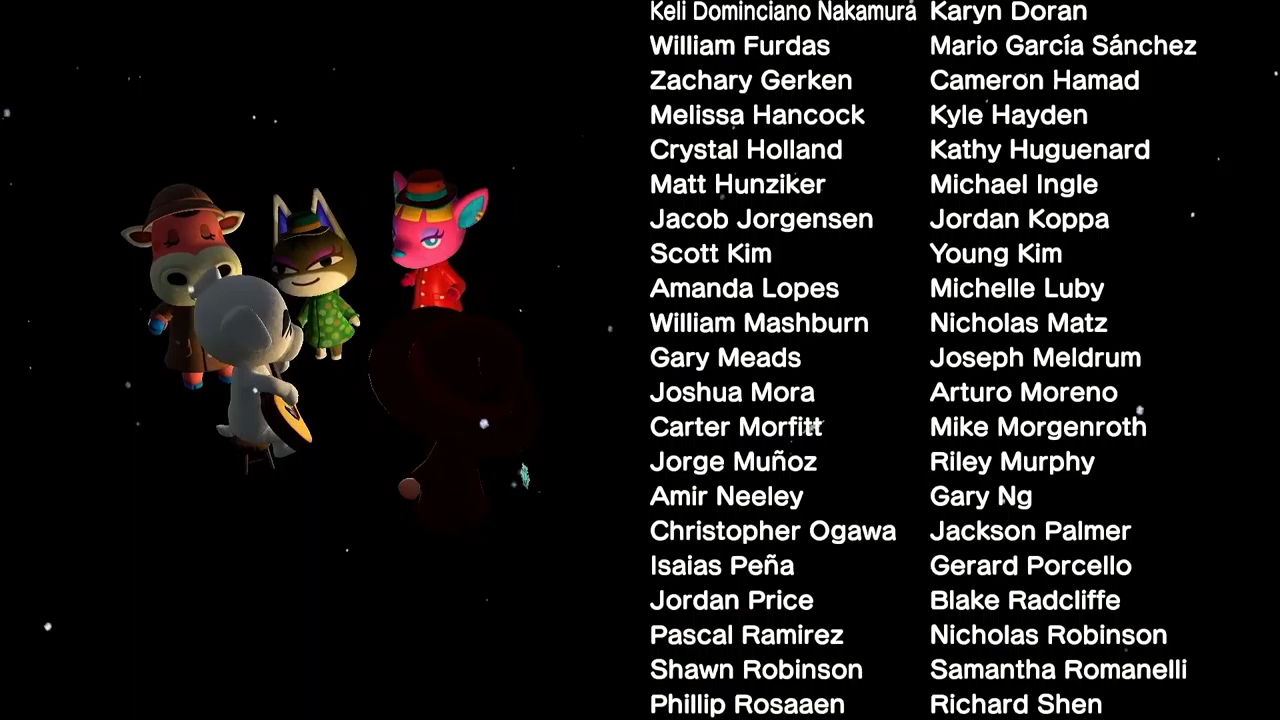 Keli Dominciano Nakamura Karyn Doran
William Furdas Mario García Sánchez
Zachary Gerken Cameron Hamad
Melissa Hancock Kyle Hayden
Crystal Holland Kathy Huguenard
Matt Hunziker Michael Ingle
Jacob Jorgensen Jordan Koppa
Scott Kim Young Kim
Amanda Lopes Michelle Luby
William Mashburn Nicholas Matz
Gary Meads Joseph Meldrum
Joshua Mora Arturo Moreno
Carter Morfitt Mike Morgenroth
Jorge Muñoz Riley Murphy
Amir Neeley Gary Ng
Christopher Ogawa Jackson Palmer
Isaias Peña Gerard Porcello
Jordan Price Blake Radcliffe
Pascal Ramirez Nicholas Robinson
Shawn Robinson Samantha Romanelli
Phillip Rosaaen Richard Shen